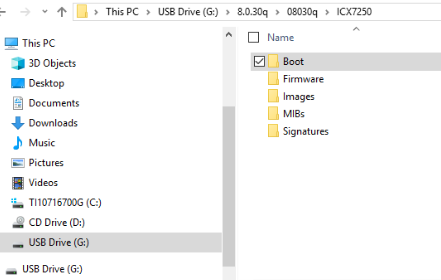 This PC > USB Drive (G:) > 8.0.30q > 08030q > ICX7250
This PC
3D Objects
Desktop
Documents
Downloads
Music
Pictures
Videos
TI10716700G (C:)
CD Drive (D:)
USB Drive (G:)
USB Drive (G:)
Name
Boot
Firmware
Images
MIBs
Signatures